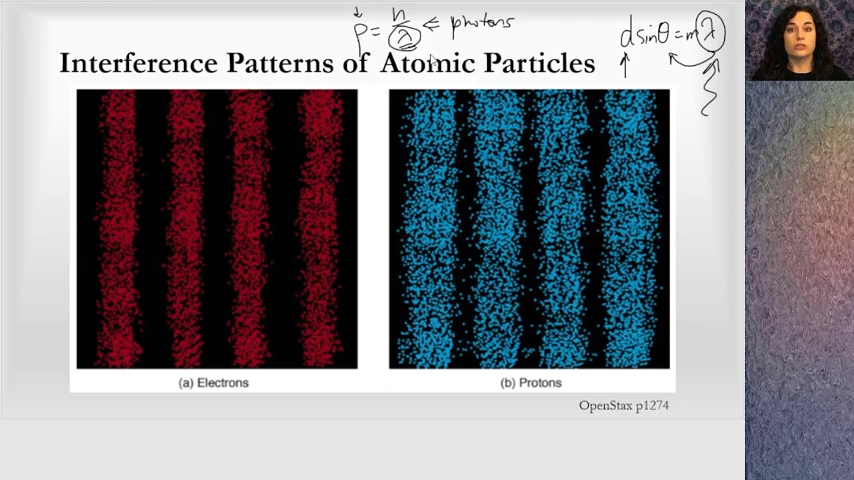 p = h/λ ⇐ photons
d sinθ = mλ
Interference Patterns of Atomic Particles
(a) Electrons
(b) Protons
OpenStax p1274